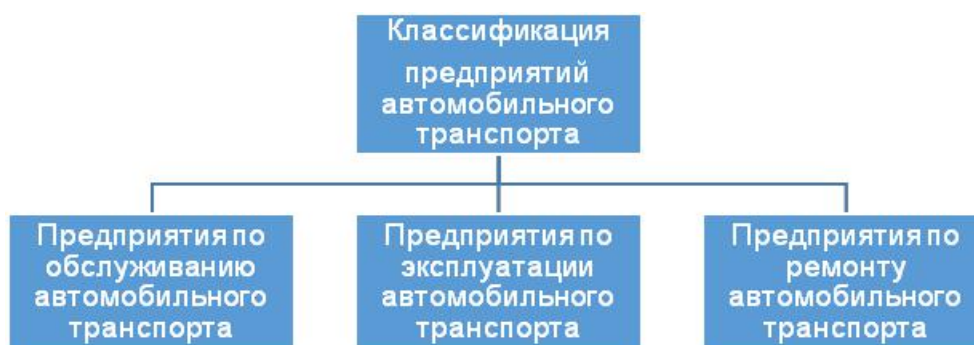 Классификация
предприятий
автомобильного
транспорта
Предприятия по
обслуживанию
автомобильного
транспорта
Предприятия по
эксплуатации
автомобильного
транспорта
Предприятия по
ремонту
автомобильного
транспорта